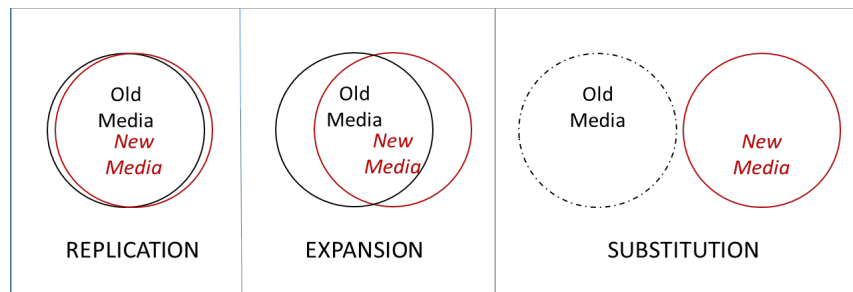 Old
Media
New
Media
REPLICATION
Old
Media
New
Media
EXPANSION
Old
Media
New
Media
SUBSTITUTION